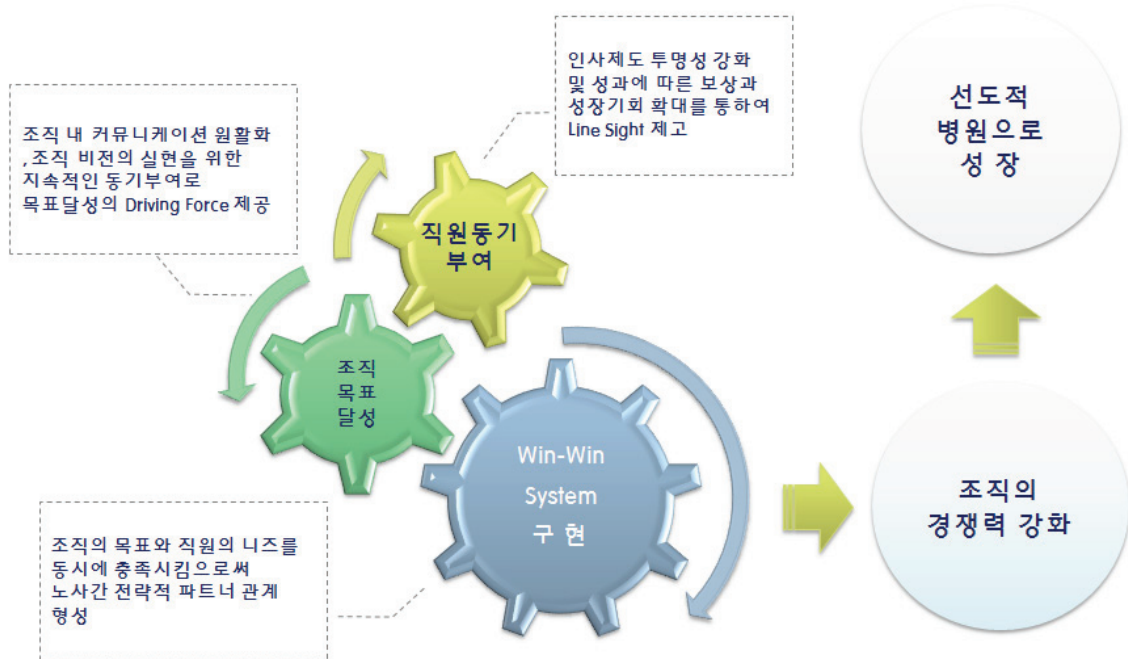 인사제도 투명성 강화
및 성과에 따른 보상과
성장기회 확대를 통하여
Line Sight 제고
조직 내 커뮤니케이션 원활화
, 조직 비전의 실현을 위한
지속적인 동기부여로
목표달성의 Driving Force 제공
직원동기
부여
조직
목표
달성
Win-Win
System
구 현
조직의 목표와 직원의 니즈를
동시에 충족시킴으로써
노사간 전략적 파트너 관계
형성
선도적
병원으로
성 장
조직의
경쟁력 강화